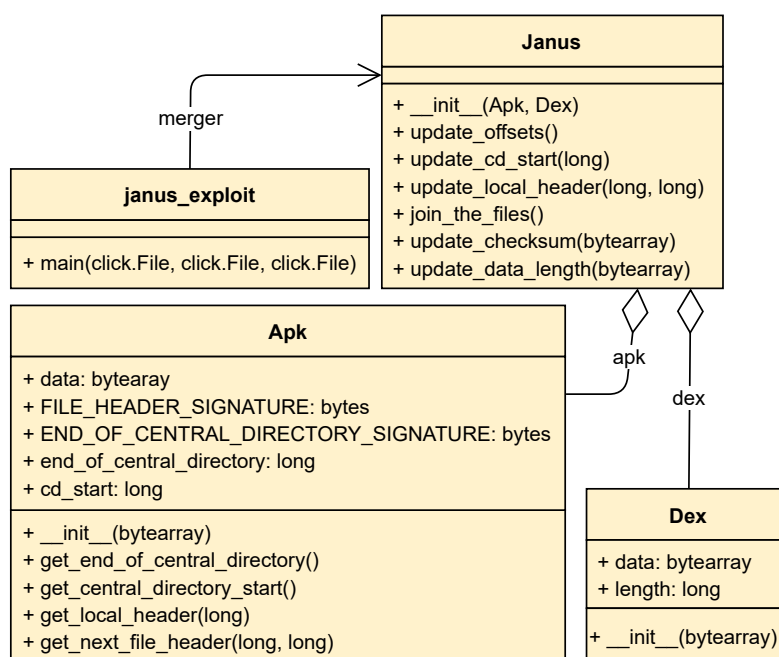 Janus
+ __init__(Apk, Dex)
+ update_offsets()
+ update_cd_start(long)
+ update_local_header(long, long)
+ join_the_files()
+ update_checksum(bytearray)
+ update_data_length(bytearray)
merger
janus_exploit
+ main(click.File, click.File, click.File)
apk
dex
Apk
+ data: bytearay
+ FILE_HEADER_SIGNATURE: bytes
+ END_OF_CENTRAL_DIRECTORY_SIGNATURE: bytes
+ end_of_central_directory: long
+ cd_start: long
+ __init__(bytearray)
+ get_end_of_central_directory()
+ get_central_directory_start()
+ get_local_header(long)
+ get_next_file_header(long, long)
Dex
+ data: bytearray
+ length: long
+ __init__(bytearray)